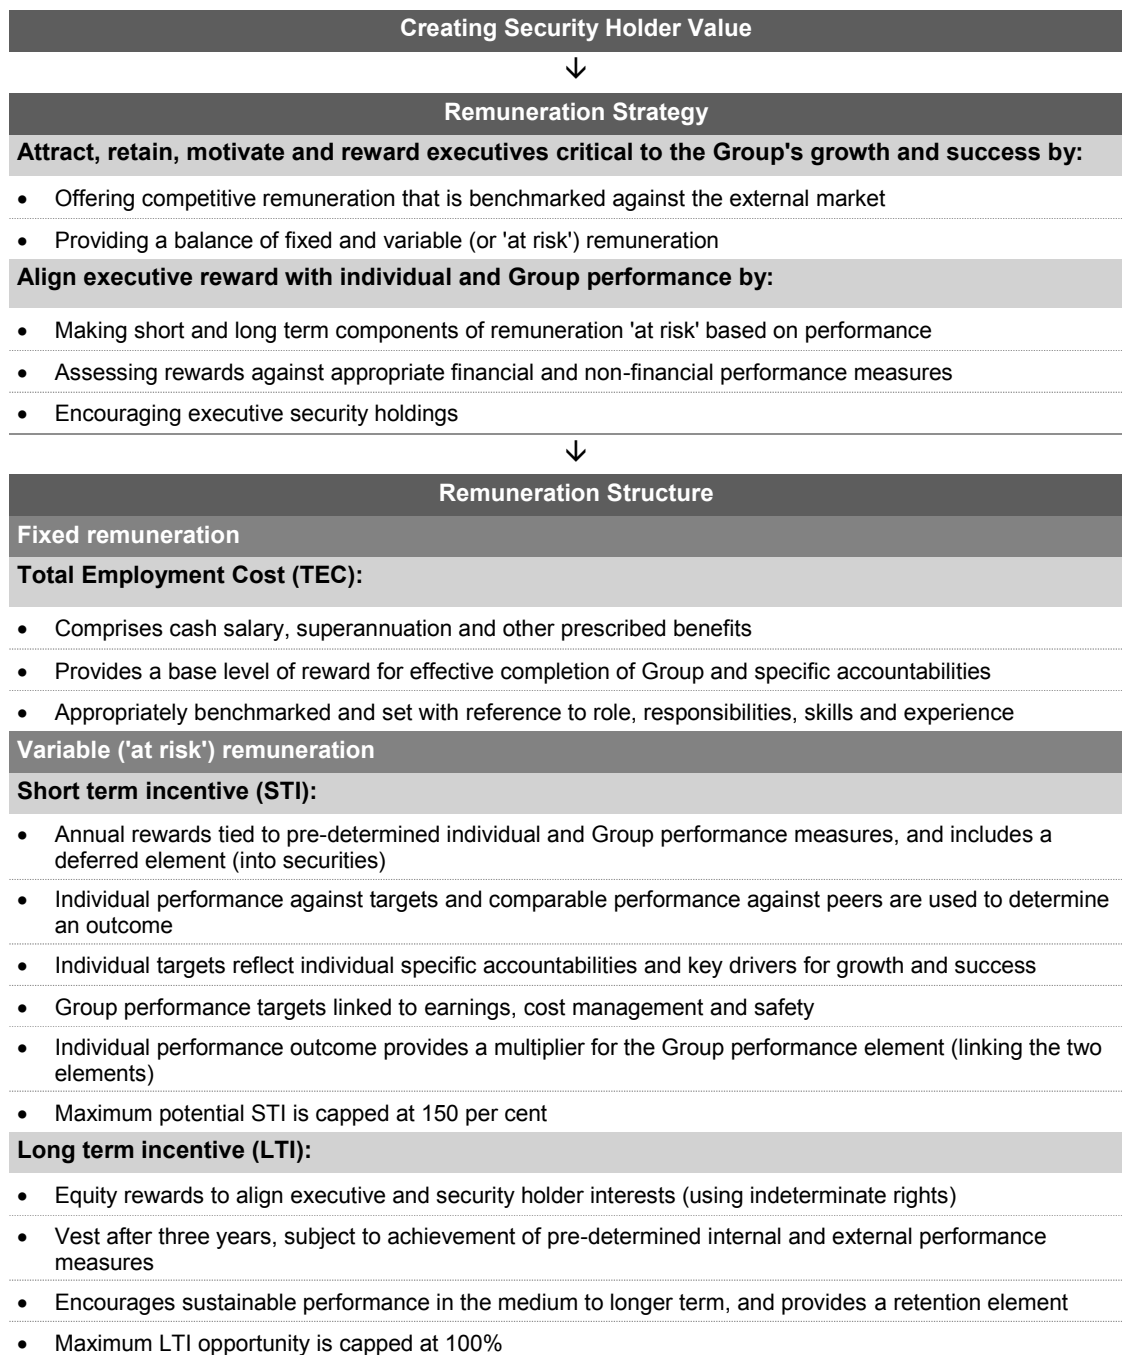 Creating Security Holder Value
↓
Remuneration Strategy
Attract, retain, motivate and reward executives critical to the Group's growth and success by:
• Offering competitive remuneration that is benchmarked against the external market
• Providing a balance of fixed and variable (or 'at risk') remuneration
Align executive reward with individual and Group performance by:
• Making short and long term components of remuneration 'at risk' based on performance
• Assessing rewards against appropriate financial and non-financial performance measures
• Encouraging executive security holdings
↓
Remuneration Structure
Fixed remuneration
Total Employment Cost (TEC):
• Comprises cash salary, superannuation and other prescribed benefits
• Provides a base level of reward for effective completion of Group and specific accountabilities
• Appropriately benchmarked and set with reference to role, responsibilities, skills and experience
Variable ('at risk') remuneration
Short term incentive (STI):
• Annual rewards tied to pre-determined individual and Group performance measures, and includes a
deferred element (into securities)
• Individual performance against targets and comparable performance against peers are used to determine
an outcome
• Individual targets reflect individual specific accountabilities and key drivers for growth and success
• Group performance targets linked to earnings, cost management and safety
• Individual performance outcome provides a multiplier for the Group performance element (linking the two
elements)
• Maximum potential STI is capped at 150 per cent
Long term incentive (LTI):
• Equity rewards to align executive and security holder interests (using indeterminate rights)
• Vest after three years, subject to achievement of pre-determined internal and external performance
measures
• Encourages sustainable performance in the medium to longer term, and provides a retention element
• Maximum LTI opportunity is capped at 100%